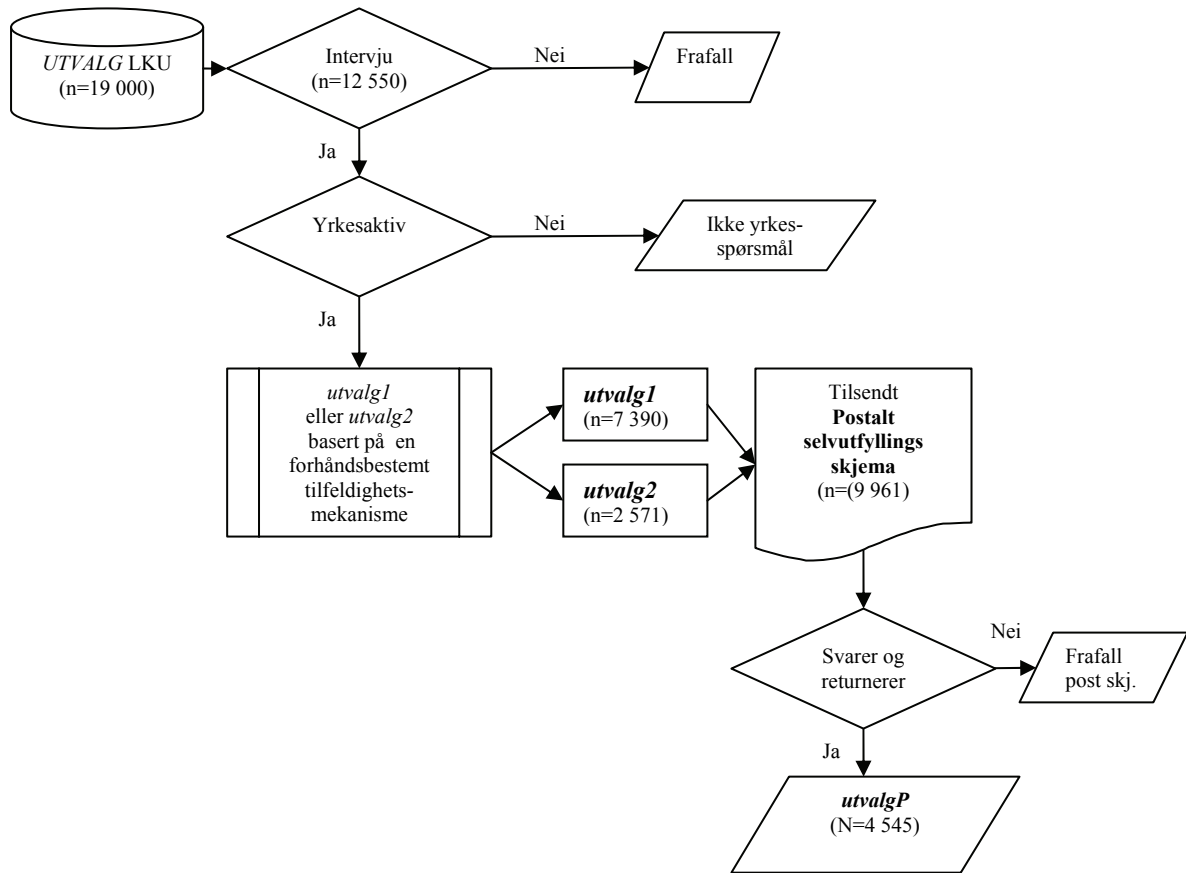 UTVALG LKU
(n=19 000)
Intervju
(n=12 550)
Nei
Frafall
Ja
Yrkesaktiv
Nei
Ikke yrkes-
spørsmål
Ja
utvalg1
eller utvalg2
basert på en
forhåndsbestemt
tilfeldighets-
mekanisme
utvalg1
(n=7 390)
utvalg2
(n=2 571)
Tilsendt
Postalt
selvutfyllings
skjema
(n=(9 961)
Svarer og
returnerer
Nei
Frafall
post skj.
Ja
utvalgP
(N=4 545)